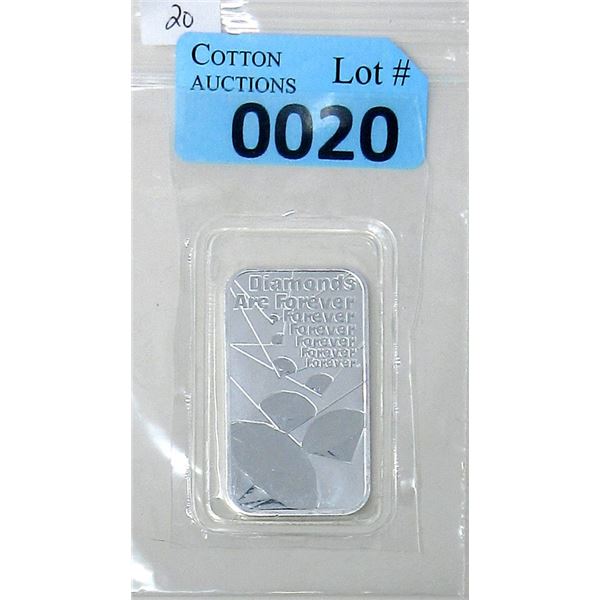 20
COTTON
AUCTIONS
Lot #
0020
Diamonds
Are Forever
Forever
Forever
Forever
Forever
Forever